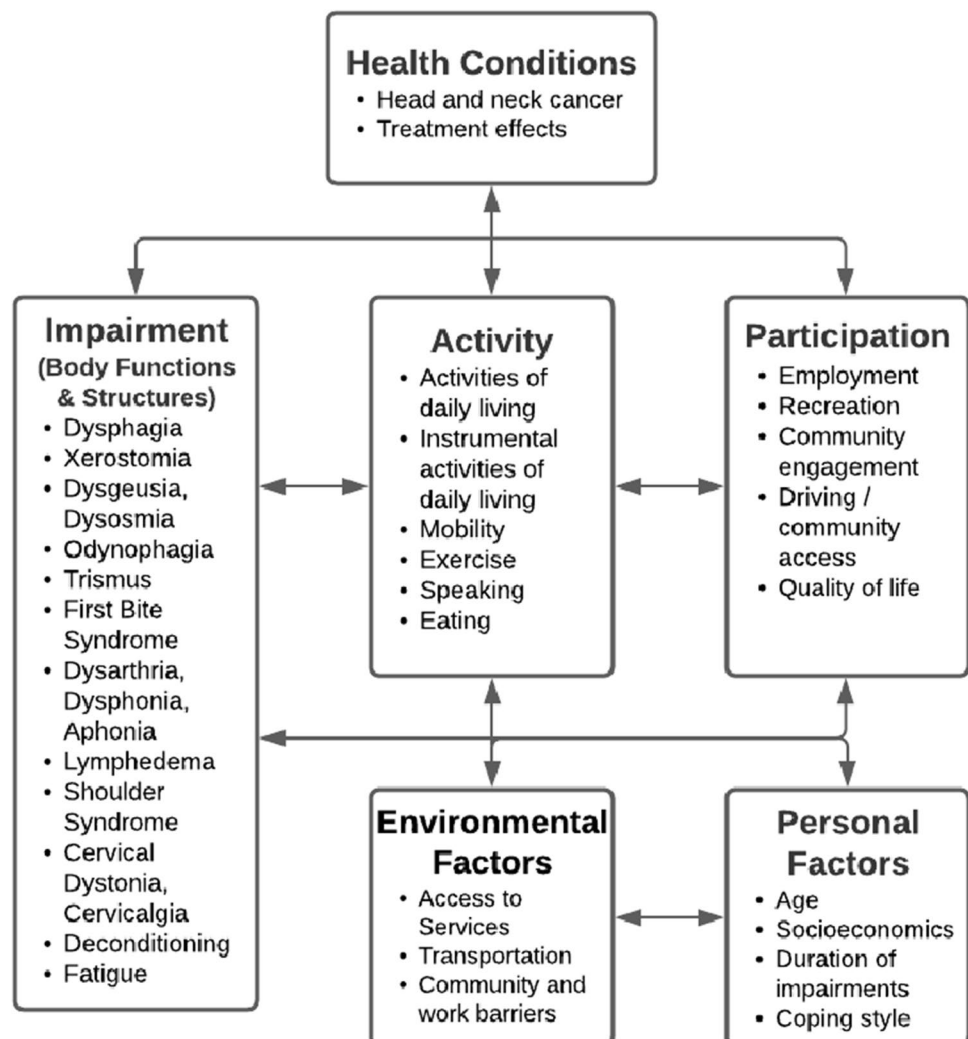 Health Conditions
• Head and neck cancer
• Treatment effects
Impairment
(Body Functions
& Structures)
• Dysphagia
• Xerostomia
• Dysgeusia,
Dysosmia
• Odynophagia
• Trismus
• First Bite
Syndrome
• Dysarthria,
Dysphonia,
Aphonia
• Lymphedema
• Shoulder
Syndrome
• Cervical
Dystonia,
Cervicalgia
• Deconditioning
• Fatigue
Activity
• Activities of
daily living
• Instrumental
activities of
daily living
• Mobility
• Exercise
• Speaking
• Eating
Participation
• Employment
• Recreation
• Community
engagement
• Driving /
community
access
• Quality of life
Environmental
Factors
• Access to
Services
• Transportation
• Community and
work barriers
Personal
Factors
• Age
• Socioeconomics
• Duration of
impairments
• Coping style